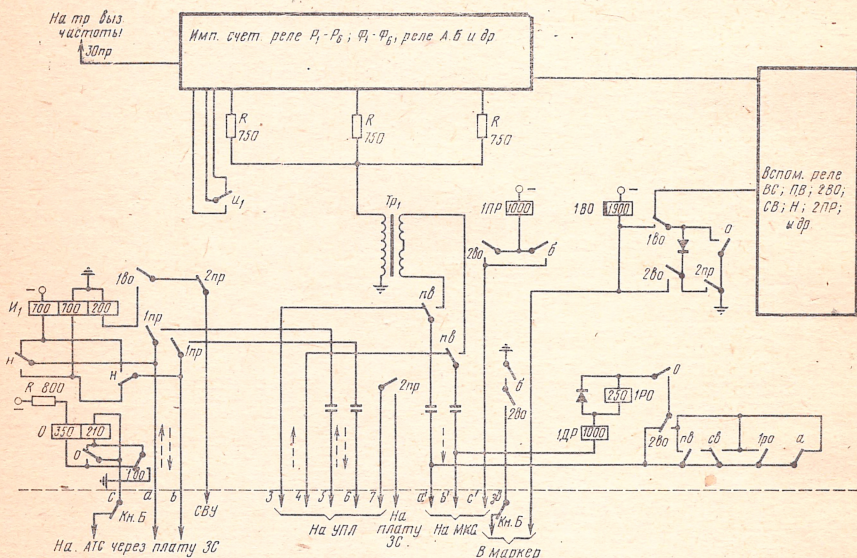 На тр выз.
частоты
30пр
Имп. счет. реле Р₁-Р₆; Ф₁-Ф₆, реле А.Б и др
R
750
R
750
R
750
Вспом. реле
ВС; ПВ; 2ВО;
СВ; Н; 2ПР;
и др
и₁
Тр₁
1ПР
1000
2во
б
1ВО
1900
1во
о
2во
2пр
1во
2пр
И₁
700
700
200
1пр
1пр
пв
пв
н
н
R 800
2пр
б
2во
250
1РО
о
1ДР
1000
2во
пв
св
1ро
а
О
350
210
о
1во
с
а
b
СВУ
3
4
5
6
7
а'
b'
с'
Кн. Б
На УПЛ
На
плату
ЗС
На МКС
Кн. Б
На АТС через плату ЗС
В маркер